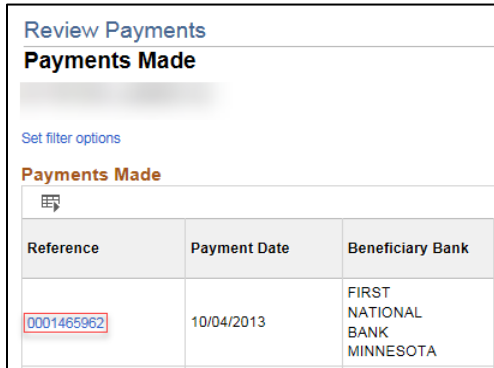 Review Payments
Payments Made
Set filter options
Payments Made
Reference Payment Date Beneficiary Bank
0001465962 10/04/2013 FIRST
NATIONAL
BANK
MINNESOTA